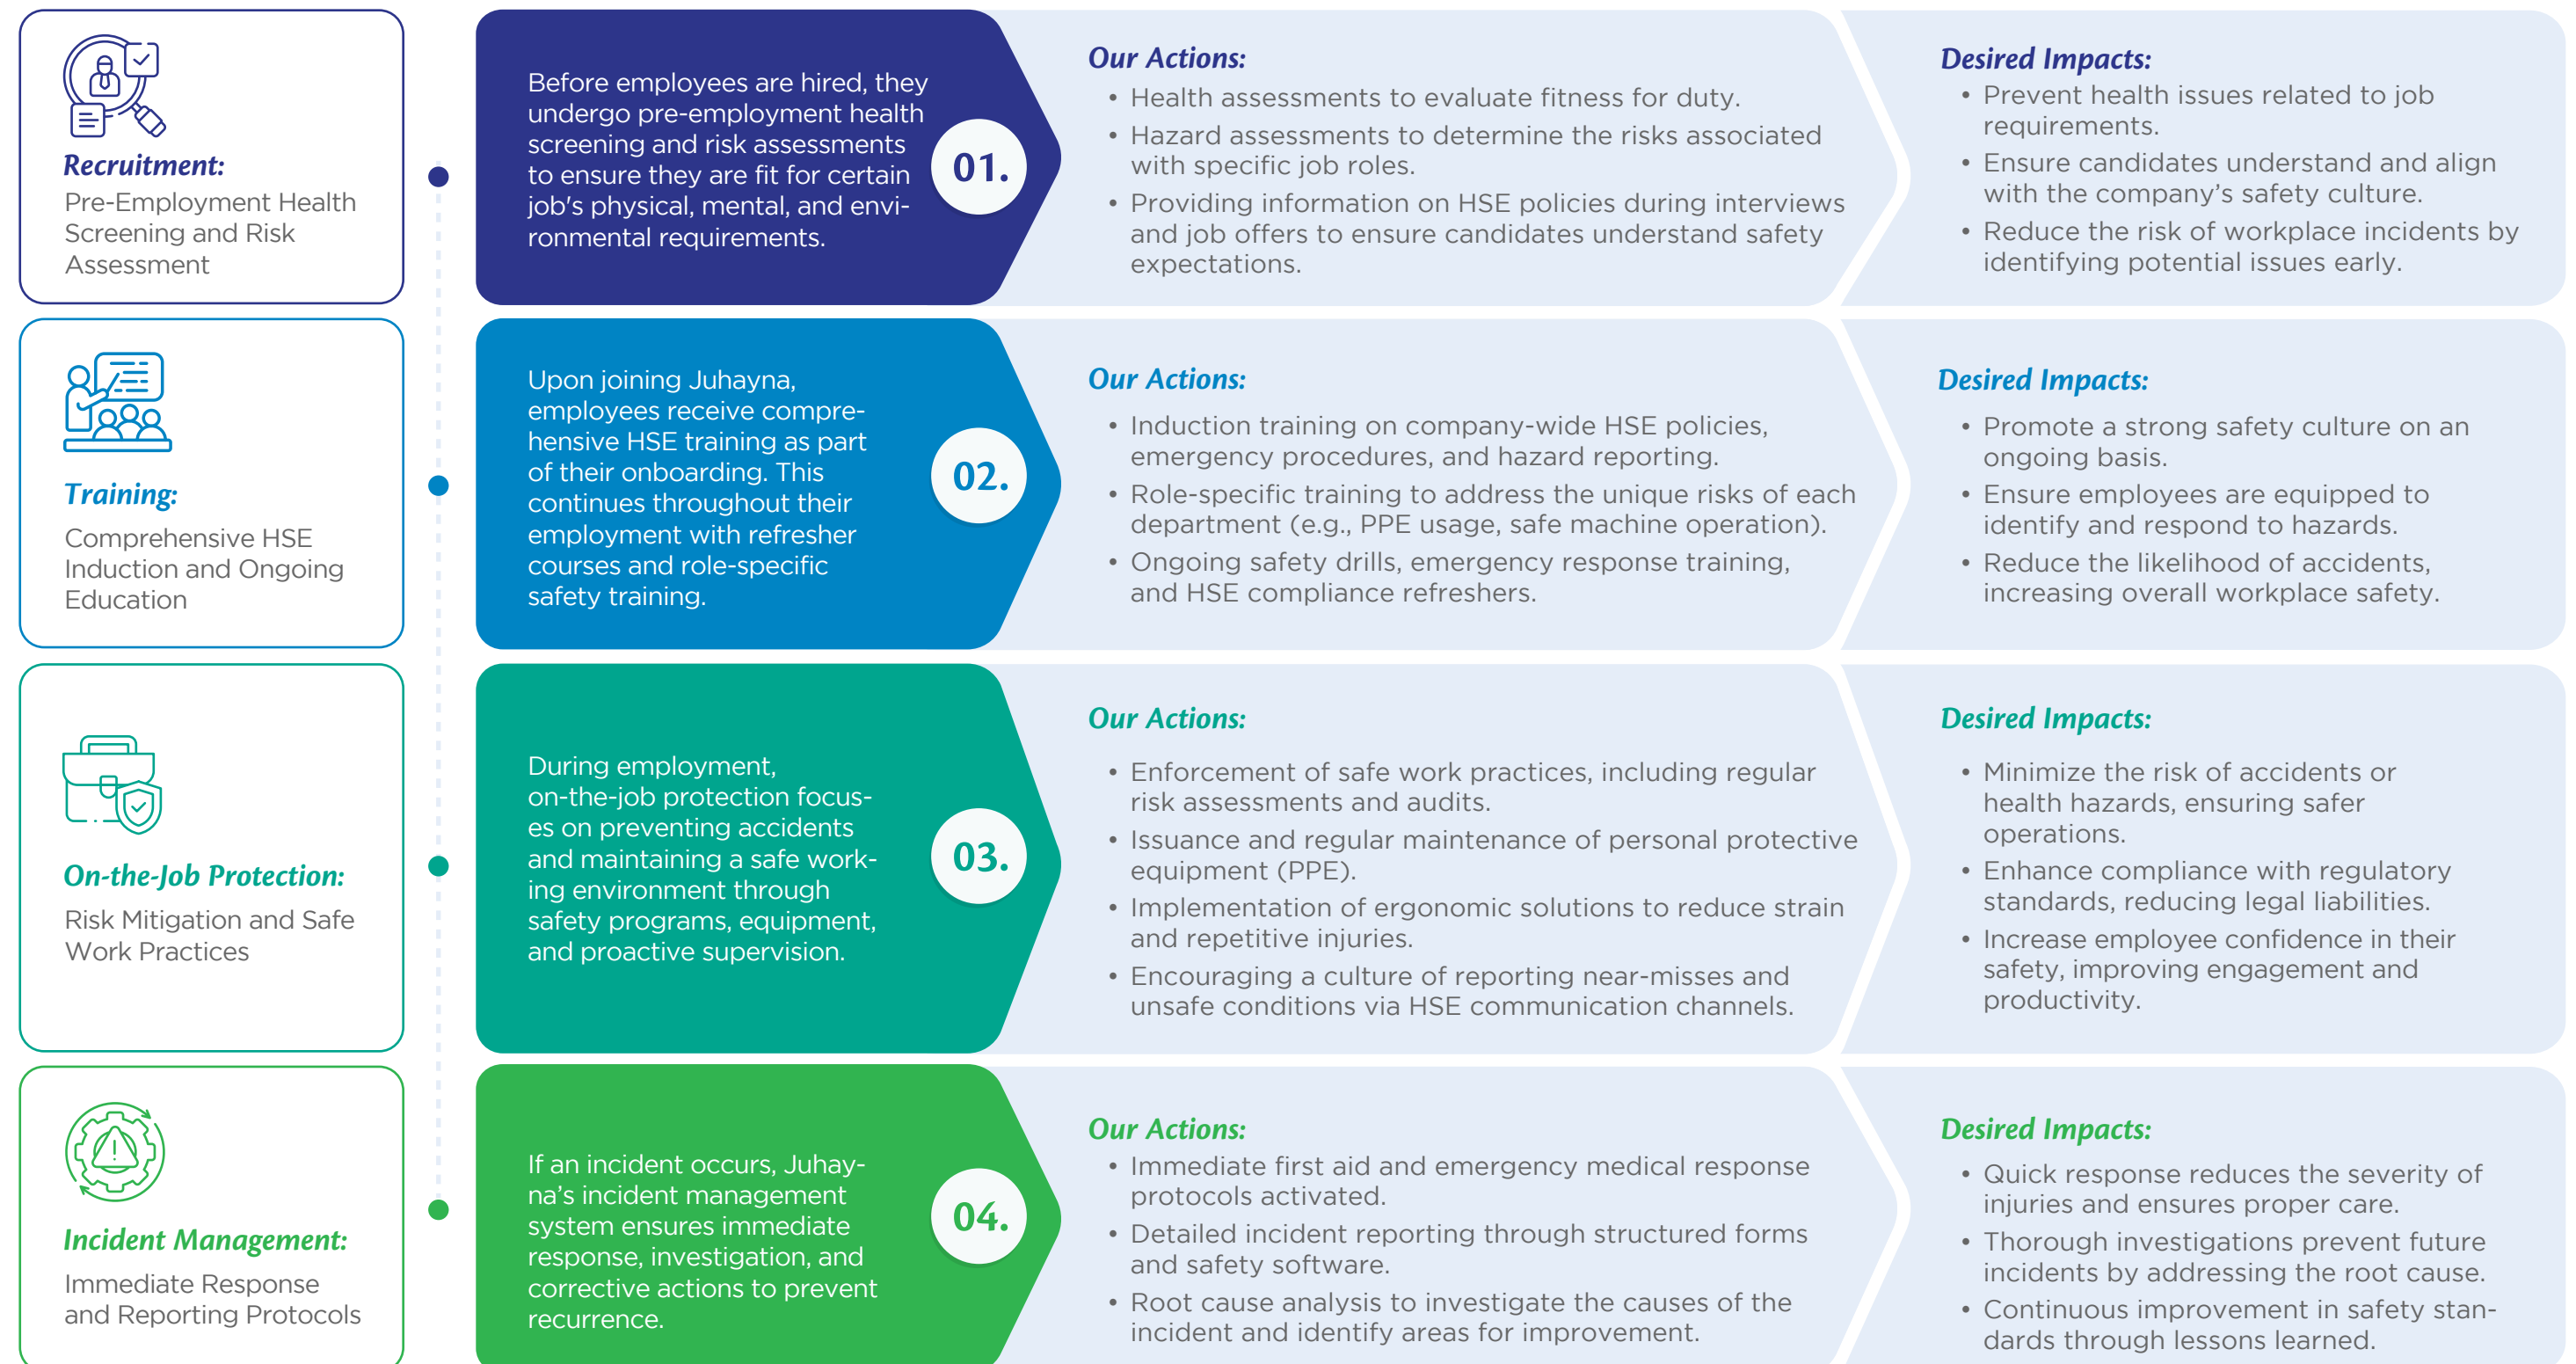 Recruitment:
Pre-Employment Health
Screening and Risk
Assessment
Before employees are hired, they
undergo pre-employment health
screening and risk assessments
to ensure they are fit for certain
job's physical, mental, and envi-
ronmental requirements.
01.
Our Actions:
• Health assessments to evaluate fitness for duty.
• Hazard assessments to determine the risks associated
with specific job roles.
• Providing information on HSE policies during interviews
and job offers to ensure candidates understand safety
expectations.
Desired Impacts:
• Prevent health issues related to job
requirements.
• Ensure candidates understand and align
with the company’s safety culture.
• Reduce the risk of workplace incidents by
identifying potential issues early.
Training:
Comprehensive HSE
Induction and Ongoing
Education
Upon joining Juhayna,
employees receive compre-
hensive HSE training as part
of their onboarding. This
continues throughout their
employment with refresher
courses and role-specific
safety training.
02.
Our Actions:
• Induction training on company-wide HSE policies,
emergency procedures, and hazard reporting.
• Role-specific training to address the unique risks of each
department (e.g., PPE usage, safe machine operation).
• Ongoing safety drills, emergency response training,
and HSE compliance refreshers.
Desired Impacts:
• Promote a strong safety culture on an
ongoing basis.
• Ensure employees are equipped to
identify and respond to hazards.
• Reduce the likelihood of accidents,
increasing overall workplace safety.
On-the-Job Protection:
Risk Mitigation and Safe
Work Practices
During employment,
on-the-job protection focus-
es on preventing accidents
and maintaining a safe work-
ing environment through
safety programs, equipment,
and proactive supervision.
03.
Our Actions:
• Enforcement of safe work practices, including regular
risk assessments and audits.
• Issuance and regular maintenance of personal protective
equipment (PPE).
• Implementation of ergonomic solutions to reduce strain
and repetitive injuries.
• Encouraging a culture of reporting near-misses and
unsafe conditions via HSE communication channels.
Desired Impacts:
• Minimize the risk of accidents or
health hazards, ensuring safer
operations.
• Enhance compliance with regulatory
standards, reducing legal liabilities.
• Increase employee confidence in their
safety, improving engagement and
productivity.
Incident Management:
Immediate Response
and Reporting Protocols
If an incident occurs, Juhay-
na’s incident management
system ensures immediate
response, investigation, and
corrective actions to prevent
recurrence.
04.
Our Actions:
• Immediate first aid and emergency medical response
protocols activated.
• Detailed incident reporting through structured forms
and safety software.
• Root cause analysis to investigate the causes of the
incident and identify areas for improvement.
Desired Impacts:
• Quick response reduces the severity of
injuries and ensures proper care.
• Thorough investigations prevent future
incidents by addressing the root cause.
• Continuous improvement in safety stan-
dards through lessons learned.